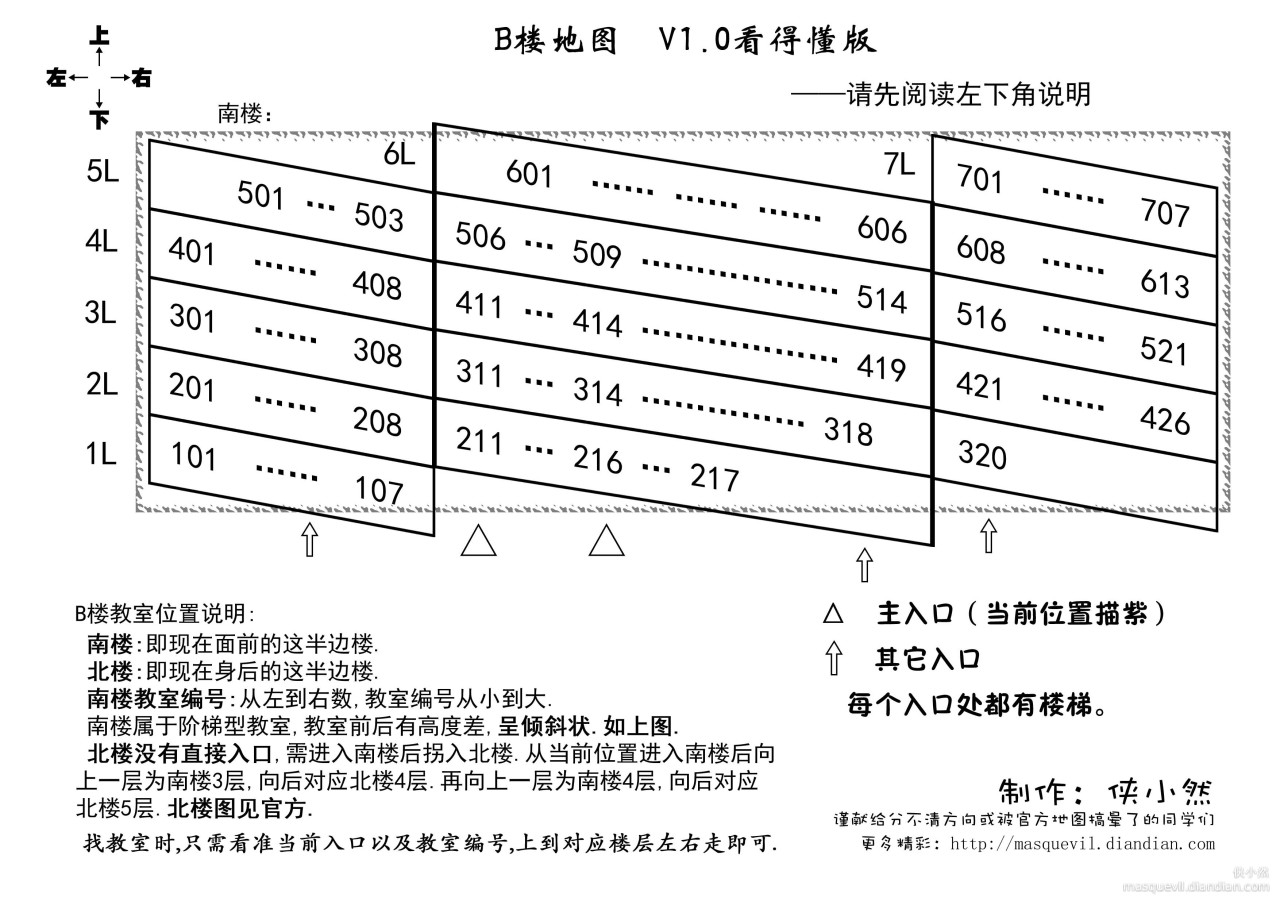 上
左 右
下
B楼地图 V1.0看得懂版
——请先阅读左下角说明
南楼:
5L
4L
3L
2L
1L
6L
7L
501 ··· 503
401 ······ 408
301 ······ 308
201 ······ 208
101 ······ 107
601 ······ ······ ······ 606
506 ··· 509 ····················· 514
411 ··· 414 ····················· 419
311 ··· 314 ················· 318
211 ··· 216 ··· 217
701 ······ 707
608 ······ 613
516 ······ 521
421 ······ 426
320
B楼教室位置说明:
南楼:即现在面前的这半边楼.
北楼:即现在身后的这半边楼.
南楼教室编号:从左到右数,教室编号从小到大.
南楼属于阶梯型教室,教室前后有高度差,呈倾斜状.如上图.
北楼没有直接入口,需进入南楼后拐入北楼.从当前位置进入南楼后向
上一层为南楼3层,向后对应北楼4层.再向上一层为南楼4层,向后对应
北楼5层.北楼图见官方.
找教室时,只需看准当前入口以及教室编号,上到对应楼层左右走即可.
△ 主入口(当前位置描紫)
⇧ 其它入口
每个入口处都有楼梯。
制作:侠小然
谨献给分不清方向或被官方地图搞晕了的同学们
更多精彩:http://masquevil.diandian.com
侠小然
masquevil.diandian.com